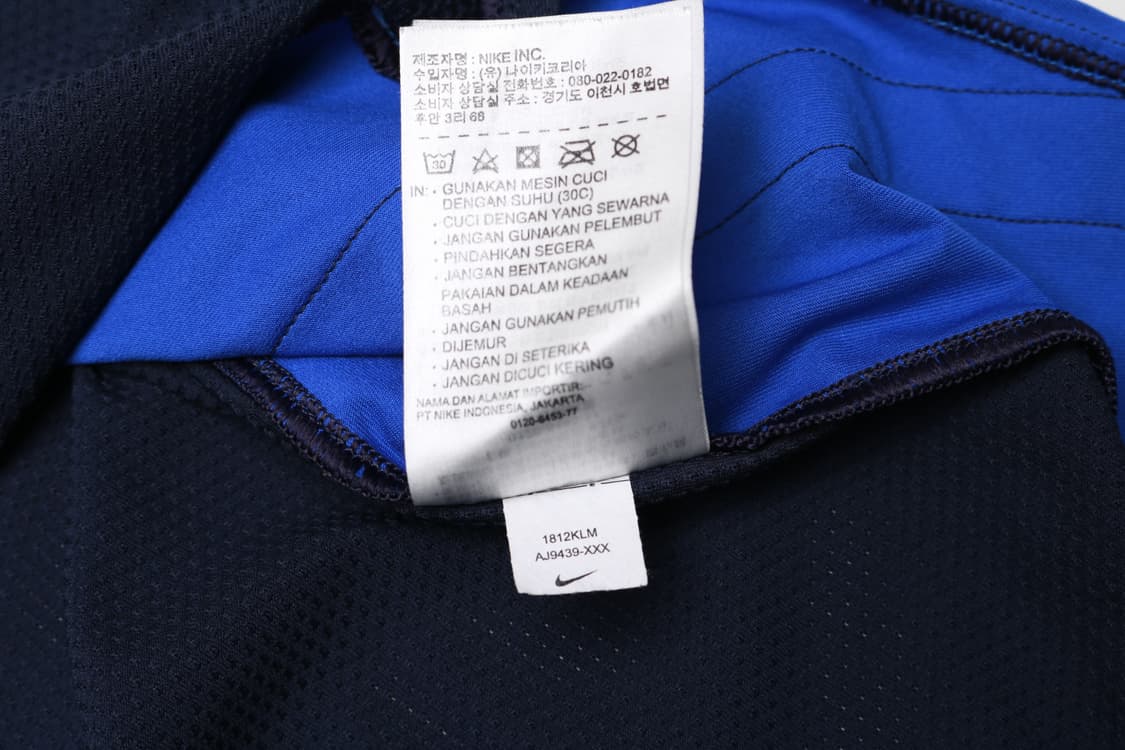 제조자명 : NIKE INC.
수입자명 : (유) 나이키코리아
소비자 상담실 전화번호 : 080-022-0182
소비자 상담실 주소 : 경기도 이천시 호법면
후안 3리 68
30
IN: • GUNAKAN MESIN CUCI
DENGAN SUHU (30C)
• CUCI DENGAN YANG SEWARNA
• JANGAN GUNAKAN PELEMBUT
• PINDAHKAN SEGERA
• JANGAN BENTANGKAN
PAKAIAN DALAM KEADAAN
BASAH
• JANGAN GUNAKAN PEMUTIH
• DIJEMUR
• JANGAN DI SETERIKA
• JANGAN DICUCI KERING
NAMA DAN ALAMAT IMPORTIR:
PT NIKE INDONESIA, JAKARTA
0120-6453-77
1812KLM
AJ9439-XXX